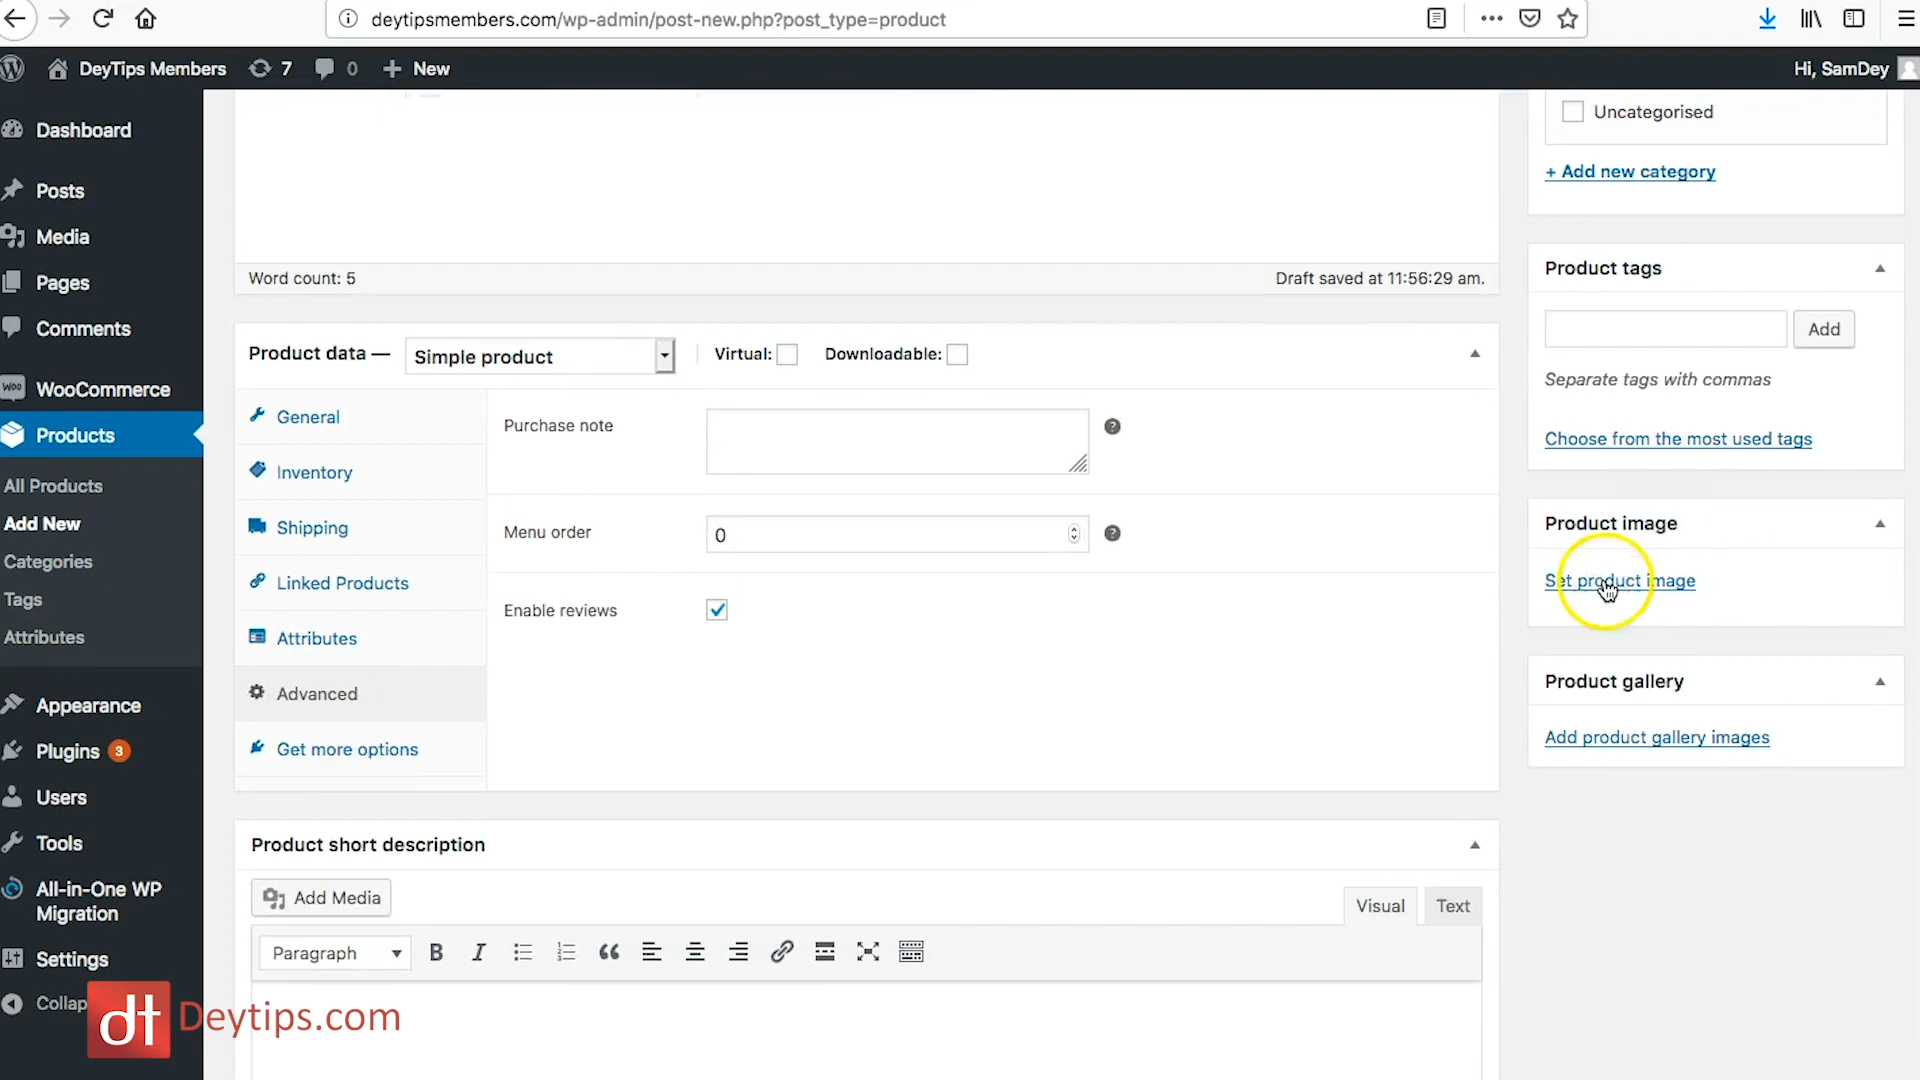 deytipsmembers.com/wp-admin/post-new.php?post_type=product
DeyTips Members 7 0 + New Hi, SamDey
Dashboard
Posts
Media
Pages
Comments
WooCommerce
Products
All Products
Add New
Categories
Tags
Attributes
Appearance
Plugins 3
Users
Tools
All-in-One WP
Migration
Settings
Collap
dt Deytips.com
Word count: 5 Draft saved at 11:56:29 am.
Product data — Simple product Virtual: Downloadable:
General
Inventory
Shipping
Linked Products
Attributes
Advanced
Get more options
Purchase note
Menu order 0
Enable reviews
Product short description
Add Media
Visual Text
Paragraph B I
Uncategorised
+ Add new category
Product tags
Add
Separate tags with commas
Choose from the most used tags
Product image
Set product image
Product gallery
Add product gallery images